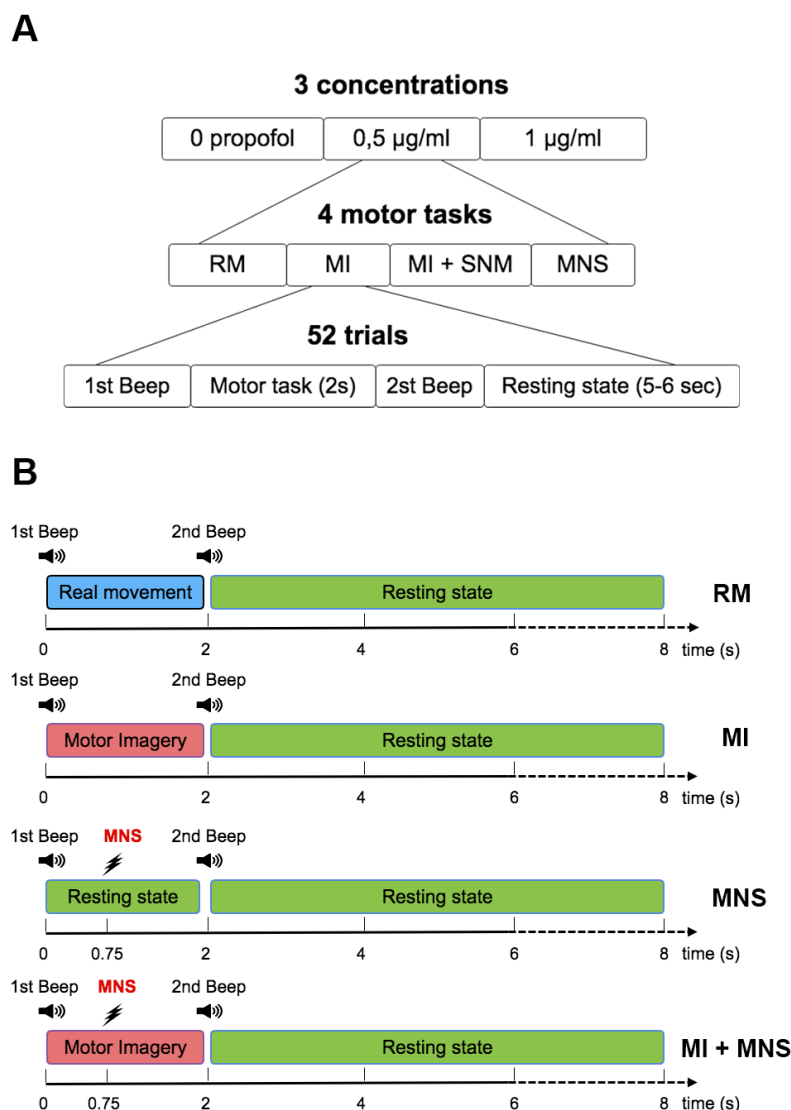 A
3 concentrations
0 propofol 0,5 µg/ml 1 µg/ml
4 motor tasks
RM MI MI + SNM MNS
52 trials
1st Beep Motor task (2s) 2st Beep Resting state (5-6 sec)
B
1st Beep 2nd Beep
Real movement Resting state RM
0 2 4 6 8 time (s)
1st Beep 2nd Beep
Motor Imagery Resting state MI
0 2 4 6 8 time (s)
1st Beep MNS 2nd Beep
Resting state Resting state MNS
0 0.75 2 4 6 8 time (s)
1st Beep MNS 2nd Beep
Motor Imagery Resting state MI + MNS
0 0.75 2 4 6 8 time (s)